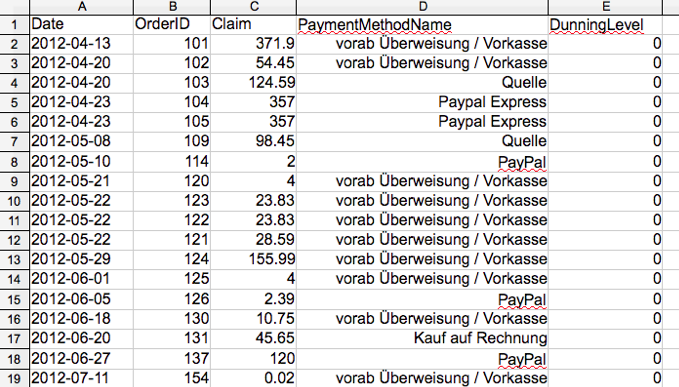 A B C D E
1 Date OrderID Claim PaymentMethodName DunningLevel
2 2012-04-13 101 371.9 vorab Überweisung / Vorkasse 0
3 2012-04-20 102 54.45 vorab Überweisung / Vorkasse 0
4 2012-04-20 103 124.59 Quelle 0
5 2012-04-23 104 357 Paypal Express 0
6 2012-04-23 105 357 Paypal Express 0
7 2012-05-08 109 98.45 Quelle 0
8 2012-05-10 114 2 PayPal 0
9 2012-05-21 120 4 vorab Überweisung / Vorkasse 0
10 2012-05-22 123 23.83 vorab Überweisung / Vorkasse 0
11 2012-05-22 122 23.83 vorab Überweisung / Vorkasse 0
12 2012-05-22 121 28.59 vorab Überweisung / Vorkasse 0
13 2012-05-29 124 155.99 vorab Überweisung / Vorkasse 0
14 2012-06-01 125 4 vorab Überweisung / Vorkasse 0
15 2012-06-05 126 2.39 PayPal 0
16 2012-06-18 130 10.75 vorab Überweisung / Vorkasse 0
17 2012-06-20 131 45.65 Kauf auf Rechnung 0
18 2012-06-27 137 120 PayPal 0
19 2012-07-11 154 0.02 vorab Überweisung / Vorkasse 0